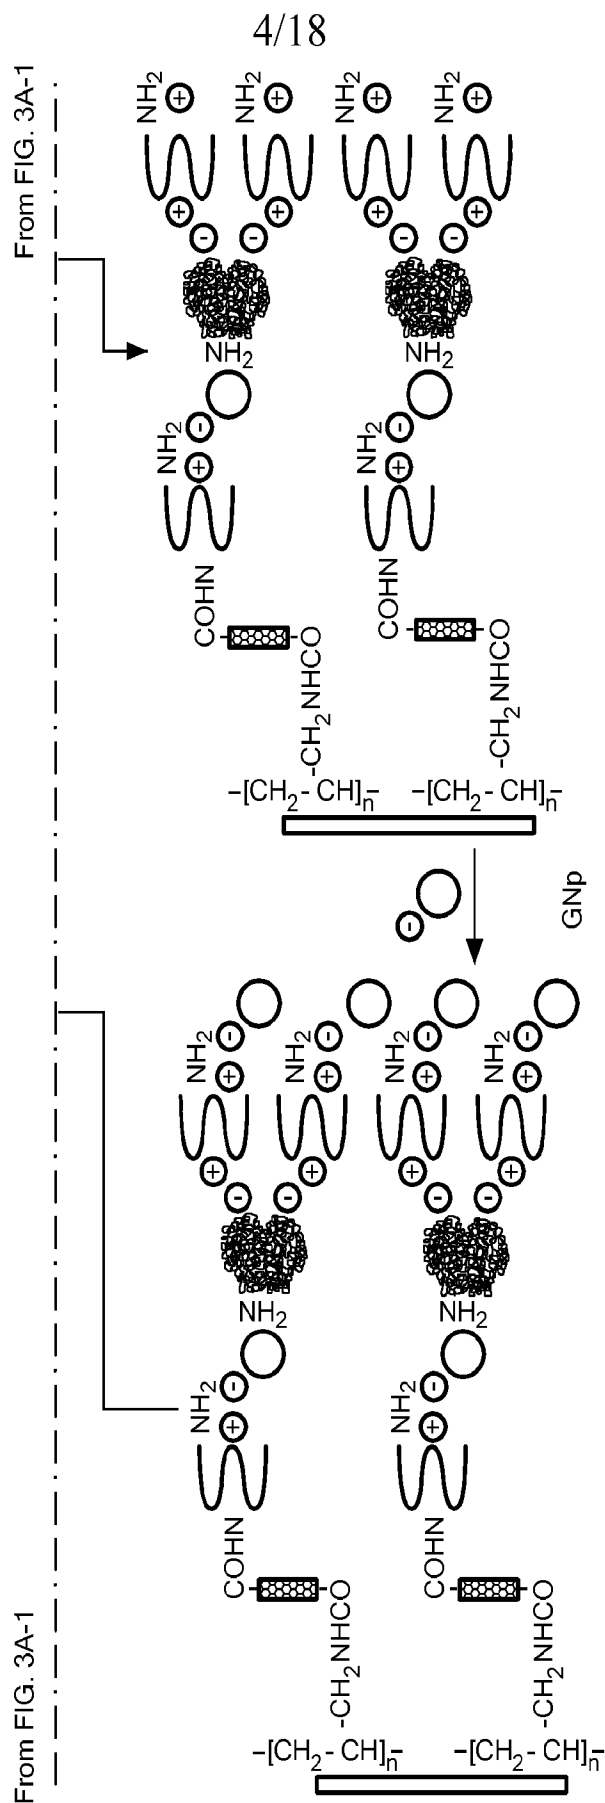 4/18
From FIG. 3A-1
NH2 + NH2 + NH2 + NH2 +
+ + + +
- - - -
NH2 NH2
NH2 - NH2 -
+ +
COHN COHN
-CH2NHCO -CH2NHCO
-[CH2-CH]n- -[CH2-CH]n-
-
GNp
NH2 - NH2 - NH2 - NH2 -
+ + + +
+ + + +
- - - -
NH2 NH2
NH2 - NH2 -
+ +
COHN COHN
-CH2NHCO -CH2NHCO
-[CH2-CH]n- -[CH2-CH]n-
From FIG. 3A-1